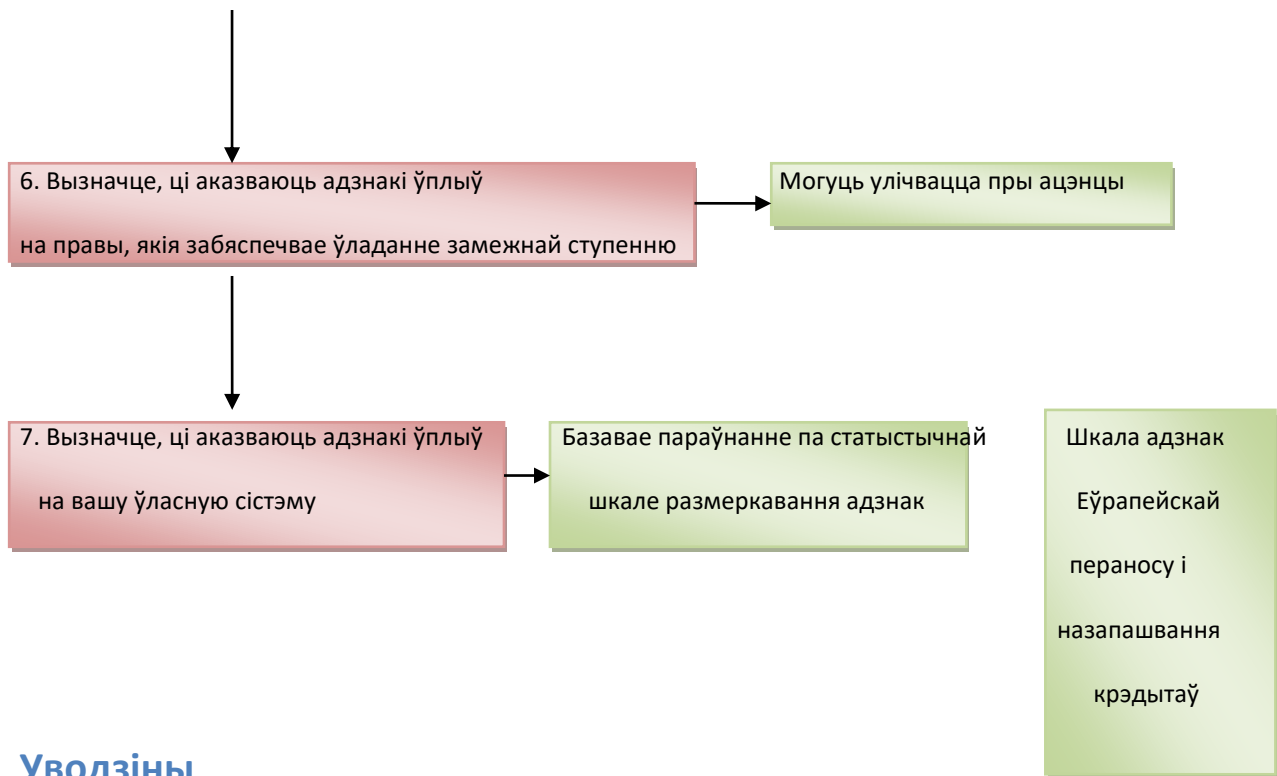 6. Вызначце, ці аказваюць адзнакі ўплыў
на правы, якія забяспечвае ўладанне замежнай ступенню
Могуць улічвацца пры ацэнцы
7. Вызначце, ці аказваюць адзнакі ўплыў
на вашу ўласную сістэму
Базавае параўнанне па статыстычнай
шкале размеркавання адзнак
Шкала адзнак
Еўрапейскай
пераносу і
назапашвання
крэдытаў
Уводзіны